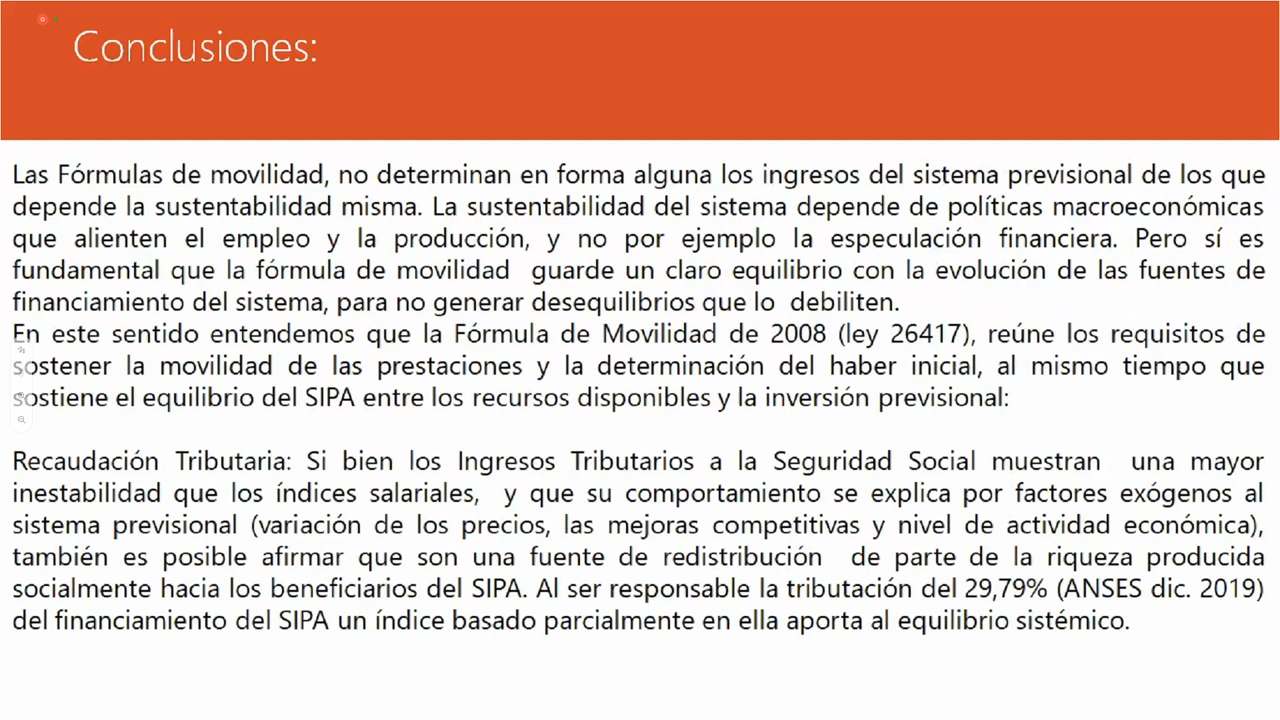 Conclusiones:
Las Fórmulas de movilidad, no determinan en forma alguna los ingresos del sistema previsional de los que
depende la sustentabilidad misma. La sustentabilidad del sistema depende de políticas macroeconómicas
que alienten el empleo y la producción, y no por ejemplo la especulación financiera. Pero sí es
fundamental que la fórmula de movilidad guarde un claro equilibrio con la evolución de las fuentes de
financiamiento del sistema, para no generar desequilibrios que lo debiliten.
En este sentido entendemos que la Fórmula de Movilidad de 2008 (ley 26417), reúne los requisitos de
sostener la movilidad de las prestaciones y la determinación del haber inicial, al mismo tiempo que
sostiene el equilibrio del SIPA entre los recursos disponibles y la inversión previsional:
Recaudación Tributaria: Si bien los Ingresos Tributarios a la Seguridad Social muestran una mayor
inestabilidad que los índices salariales, y que su comportamiento se explica por factores exógenos al
sistema previsional (variación de los precios, las mejoras competitivas y nivel de actividad económica),
también es posible afirmar que son una fuente de redistribución de parte de la riqueza producida
socialmente hacia los beneficiarios del SIPA. Al ser responsable la tributación del 29,79% (ANSES dic. 2019)
del financiamiento del SIPA un índice basado parcialmente en ella aporta al equilibrio sistémico.